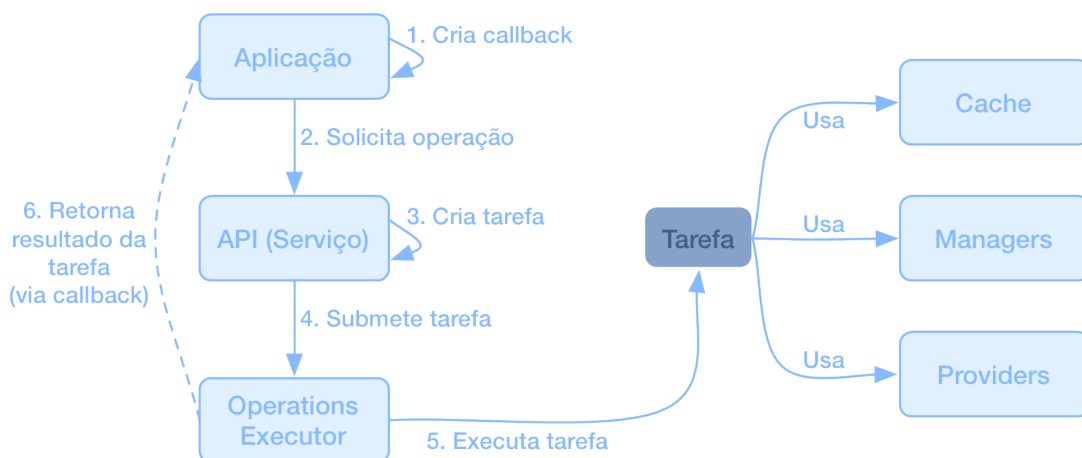 Aplicação
1. Cria callback
2. Solicita operação
API (Serviço)
3. Cria tarefa
4. Submete tarefa
Operations
Executor
5. Executa tarefa
6. Retorna
resultado da
tarefa
(via callback)
Tarefa
Usa
Cache
Usa
Managers
Usa
Providers